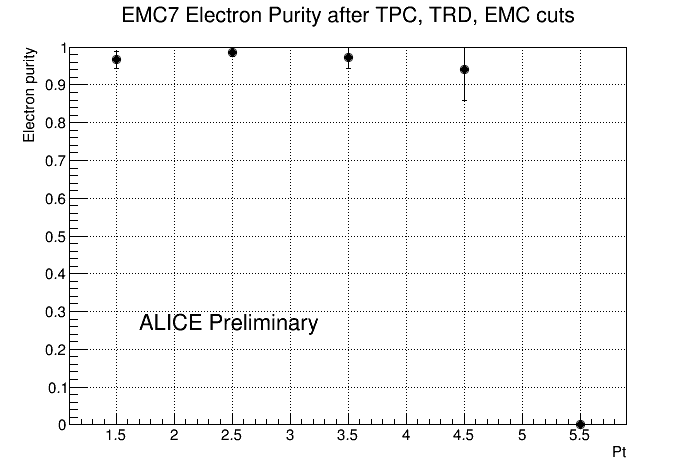 EMC7 Electron Purity after TPC, TRD, EMC cuts
Electron purity
1
0.9
0.8
0.7
0.6
0.5
0.4
0.3
0.2
0.1
0
ALICE Preliminary
1.5 2 2.5 3 3.5 4 4.5 5 5.5
Pt